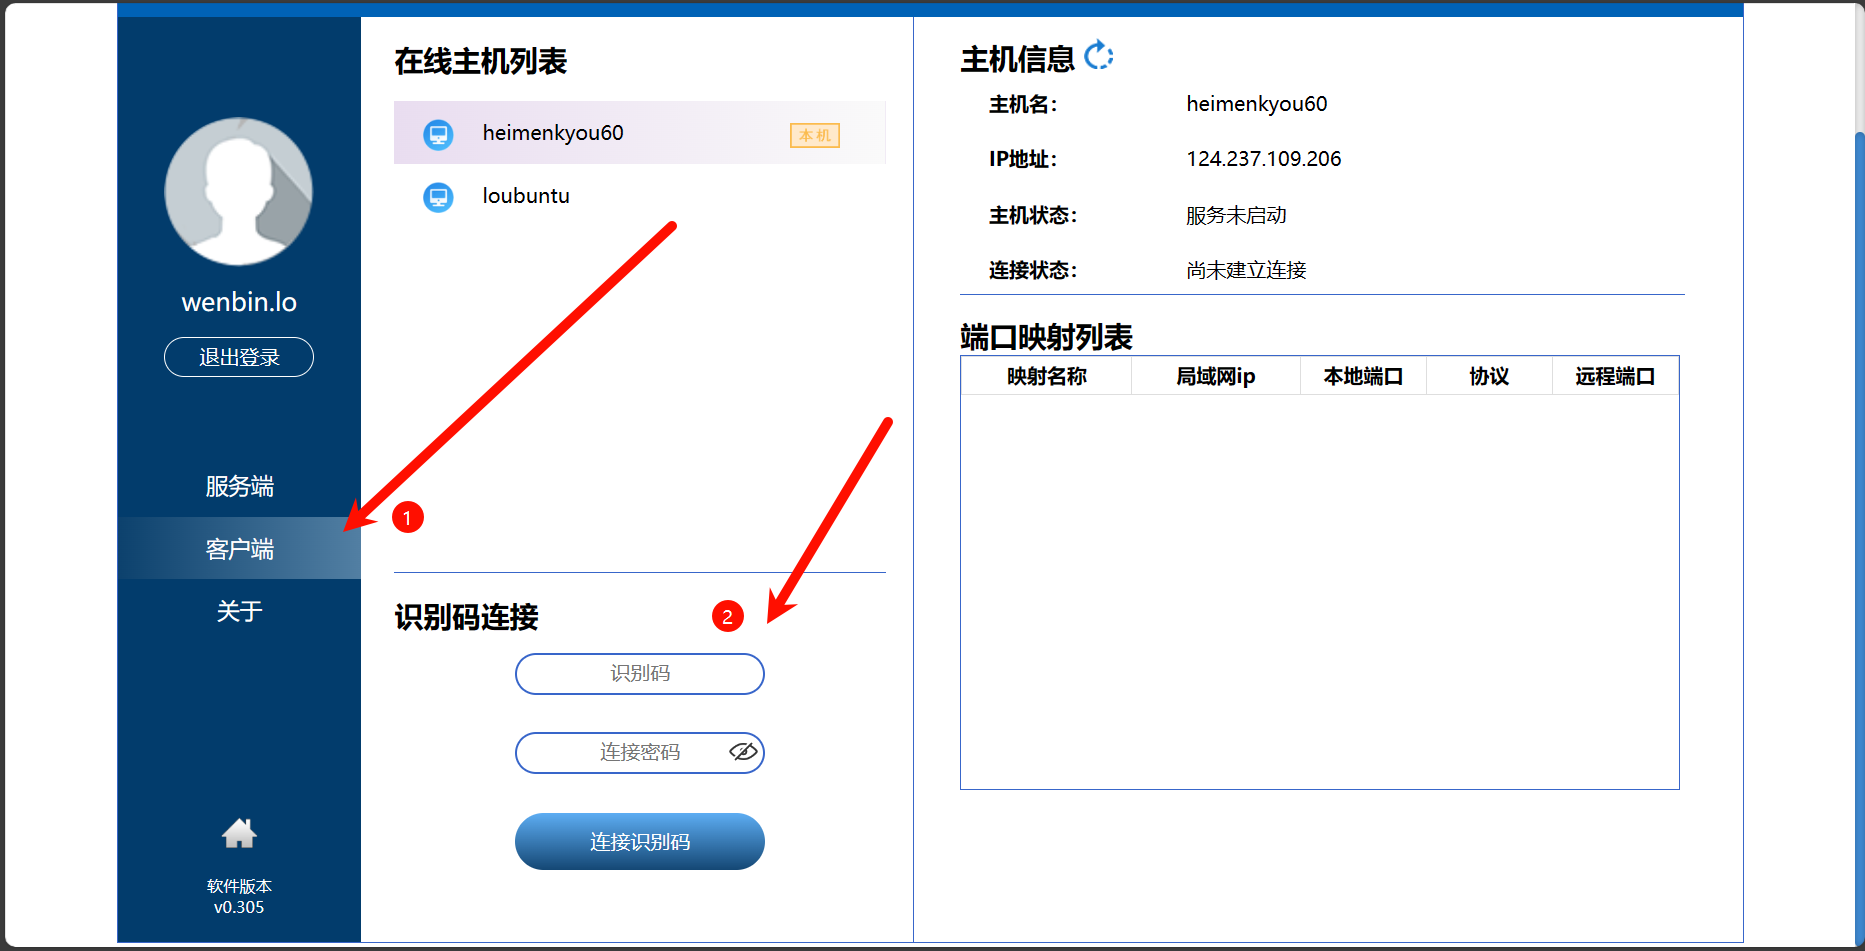 wenbin.lo
退出登录
服务端
客户端
关于
软件版本
v0.305
在线主机列表
heimenkyou60
本机
loubuntu
1
识别码连接
2
识别码
连接密码
连接识别码
主机信息
主机名： heimenkyou60
IP地址： 124.237.109.206
主机状态： 服务未启动
连接状态： 尚未建立连接
端口映射列表
映射名称 局域网ip 本地端口 协议 远程端口